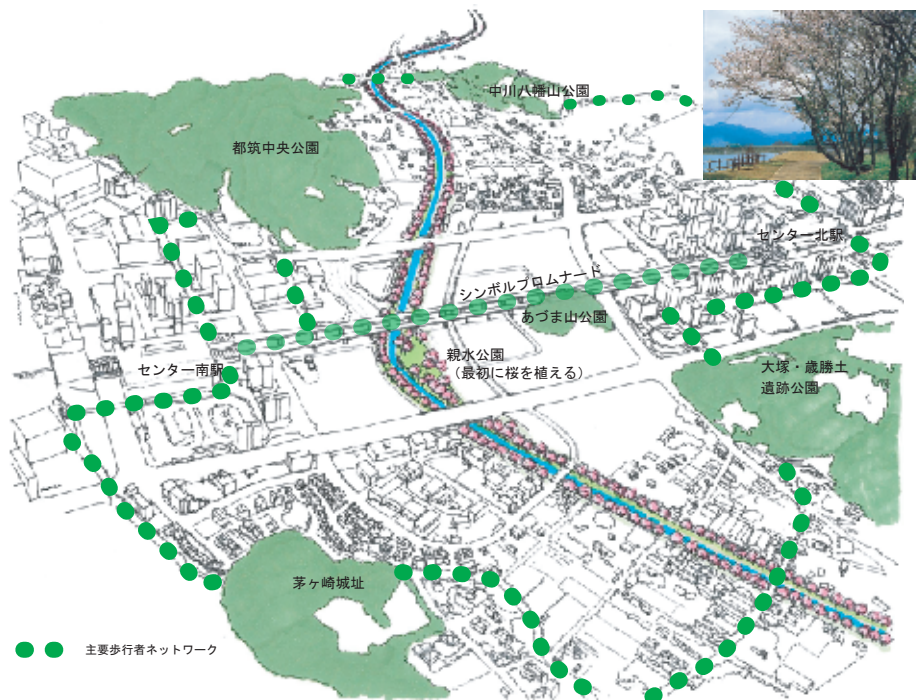 中川八幡山公園
都筑中央公園
センター北駅
シンボルプロムナード
あづま山公園
親水公園
(最初に桜を植える)
センター南駅
大塚・歳勝土
遺跡公園
茅ヶ崎城址
主要歩行者ネットワーク